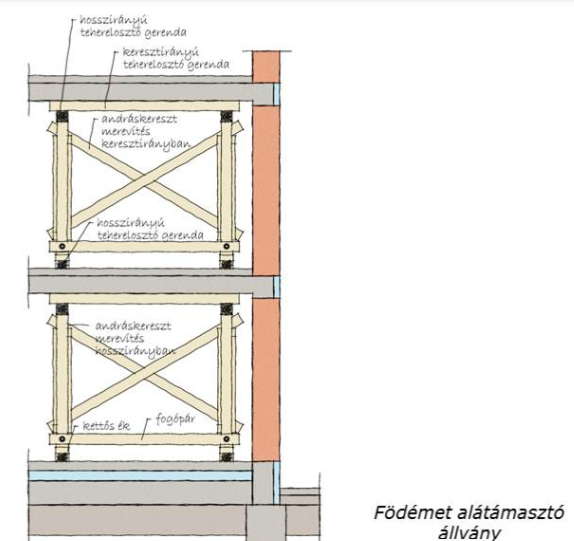 hosszirányú
teherelosztó gerenda
keresztirányú
teherelosztó gerenda
andráskereszt
merevítés
keresztirányban
hosszirányú
teherelosztó gerenda
andráskereszt
merevítés
hosszirányban
kettős ék
fogópár
Födémet alátámasztó
állvány